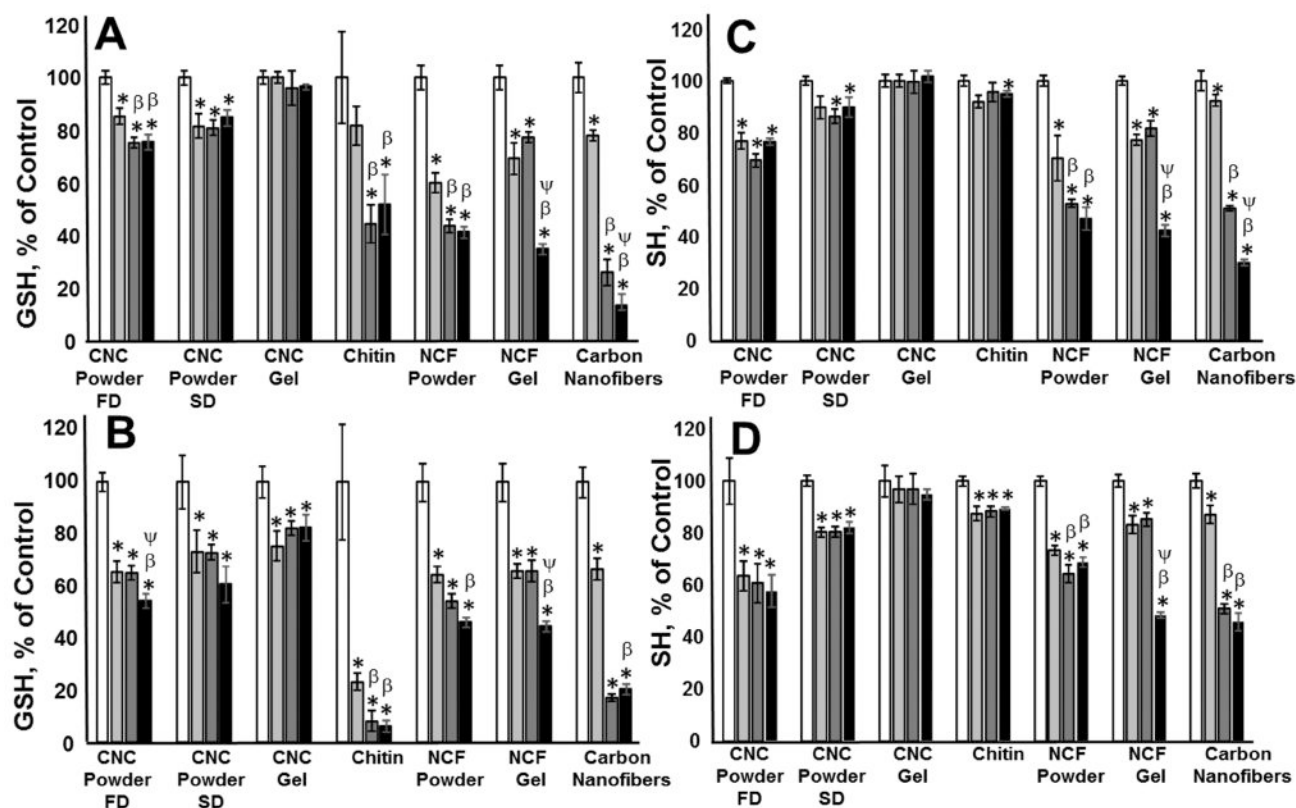 A
GSH, % of Control
120
100
80
60
40
20
0
* β * β *
* * *
β * β *
* β * β *
* * ψ β *
* β * ψ β *
CNC CNC CNC Chitin NCF NCF Carbon
Powder Powder Gel Powder Gel Nanofibers
FD SD
C
SH, % of Control
120
100
80
60
40
20
0
* * *
* *
*
* β * β *
* * ψ β *
* β * ψ β *
CNC CNC CNC Chitin NCF NCF Carbon
Powder Powder Gel Powder Gel Nanofibers
FD SD
B
GSH, % of Control
120
100
80
60
40
20
0
* * ψ β *
* * *
* * *
* β * β *
* * β *
* * ψ β *
* * β *
CNC CNC CNC Chitin NCF NCF Carbon
Powder Powder Gel Powder Gel Nanofibers
FD SD
D
SH, % of Control
120
100
80
60
40
20
0
* * *
* * *
* * *
* β * β *
* * ψ β *
* β * β *
CNC CNC CNC Chitin NCF NCF Carbon
Powder Powder Gel Powder Gel Nanofibers
FD SD